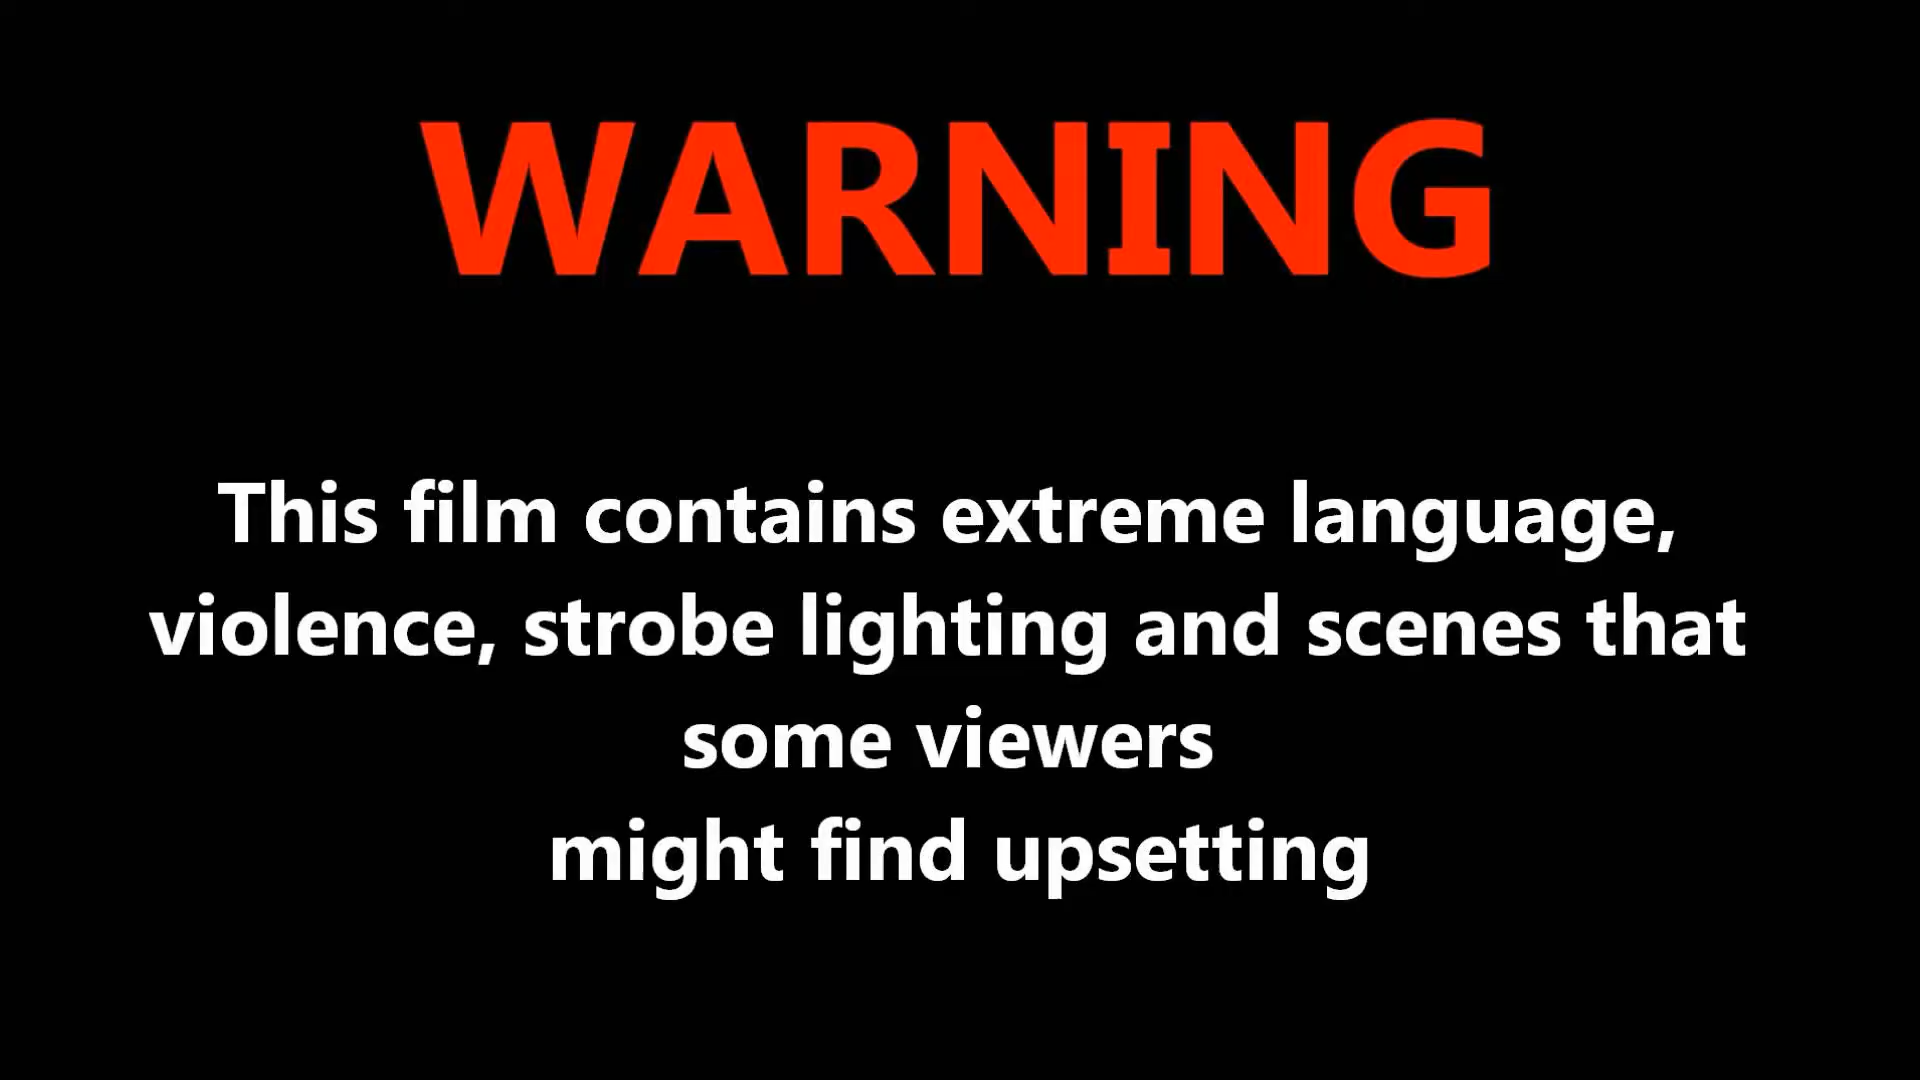 WARNING
This film contains extreme language,
violence, strobe lighting and scenes that
some viewers
might find upsetting